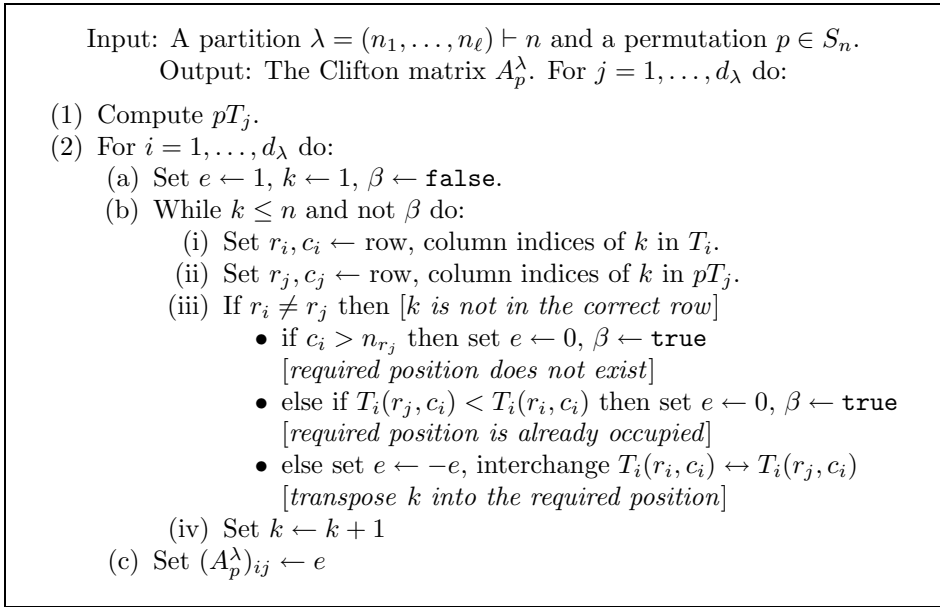 Input: A partition λ = (n₁, . . . , n_ℓ) ⊢ n and a permutation p ∈ Sₙ.
Output: The Clifton matrix A_p^λ. For j = 1, . . . , d_λ do:
(1) Compute pT_j.
(2) For i = 1, . . . , d_λ do:
(a) Set e ← 1, k ← 1, β ← false.
(b) While k ≤ n and not β do:
(i) Set r_i, c_i ← row, column indices of k in T_i.
(ii) Set r_j, c_j ← row, column indices of k in pT_j.
(iii) If r_i ≠ r_j then [k is not in the correct row]
• if c_i > n_{r_j} then set e ← 0, β ← true
[required position does not exist]
• else if T_i(r_j, c_i) < T_i(r_i, c_i) then set e ← 0, β ← true
[required position is already occupied]
• else set e ← −e, interchange T_i(r_i, c_i) ↔ T_i(r_j, c_i)
[transpose k into the required position]
(iv) Set k ← k + 1
(c) Set (A_p^λ)_{ij} ← e